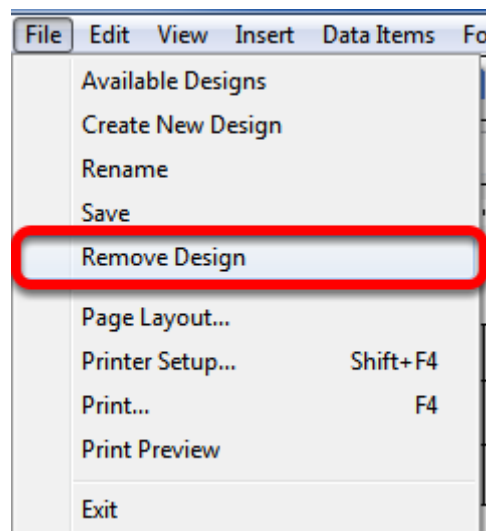 File Edit View Insert Data Items Fo
Available Designs
Create New Design
Rename
Save
Remove Design
Page Layout...
Printer Setup... Shift+F4
Print... F4
Print Preview
Exit